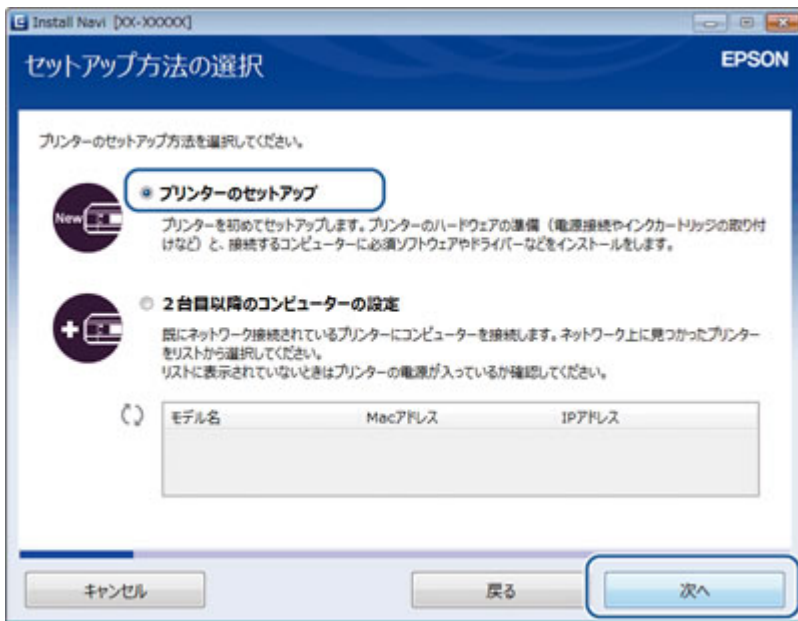 Install Navi [XX-XXXXX]
セットアップ方法の選択
EPSON
プリンターのセットアップ方法を選択してください。
New
プリンターのセットアップ
プリンターを初めてセットアップします。プリンターのハードウェアの準備（電源接続やインクカートリッジの取り付
けなど）と、接続するコンピューターに必須ソフトウェアやドライバーなどをインストールをします。
2台目以降のコンピューターの設定
既にネットワーク接続されているプリンターにコンピューターを接続します。ネットワーク上に見つかったプリンター
をリストから選択してください。
リストに表示されていないときはプリンターの電源が入っているか確認してください。
モデル名 Macアドレス IPアドレス
キャンセル 戻る 次へ